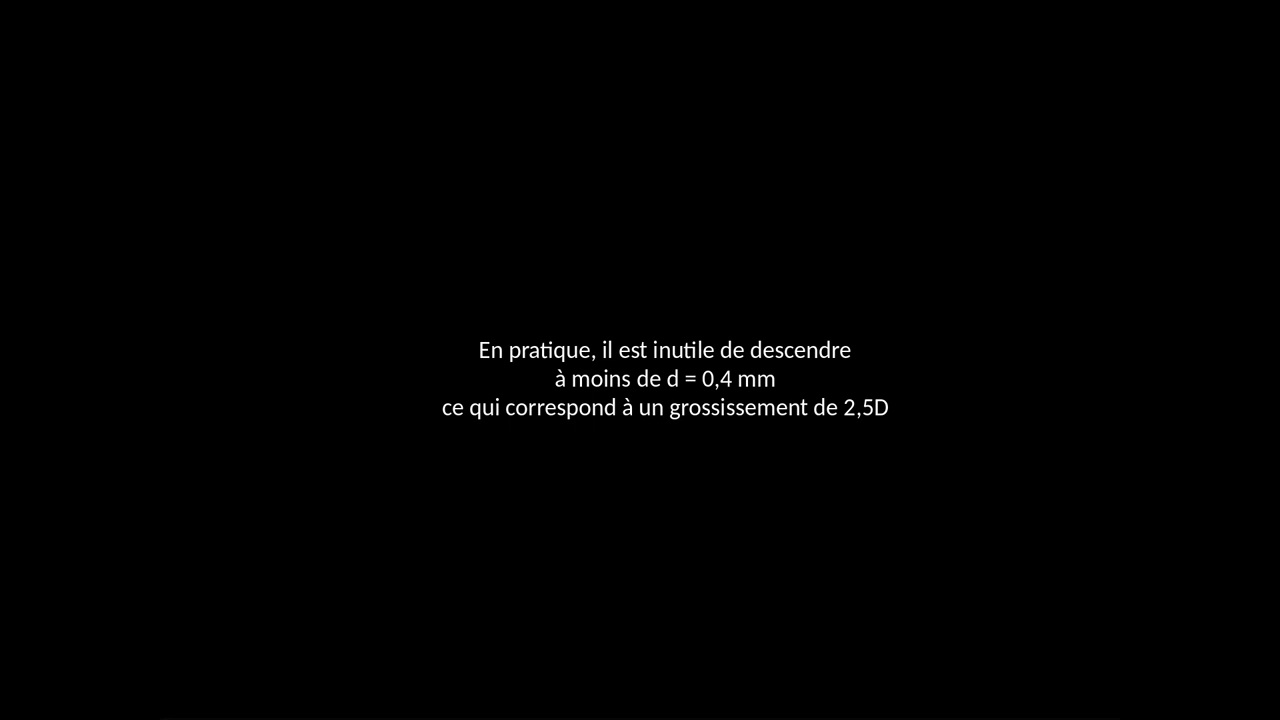 En pratique, il est inutile de descendre
à moins de d = 0,4 mm
ce qui correspond à un grossissement de 2,5D